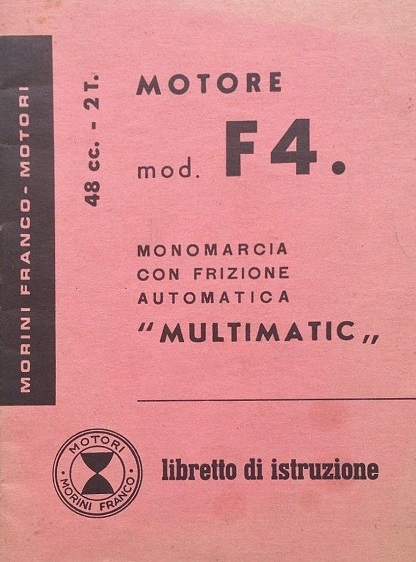 MORINI FRANCO - MOTORI
48 cc. - 2 T.
MOTORE
mod. F4.
MONOMARCIA
CON FRIZIONE
AUTOMATICA
“MULTIMATIC„
MOTORI
· MORINI FRANCO ·
libretto di istruzione